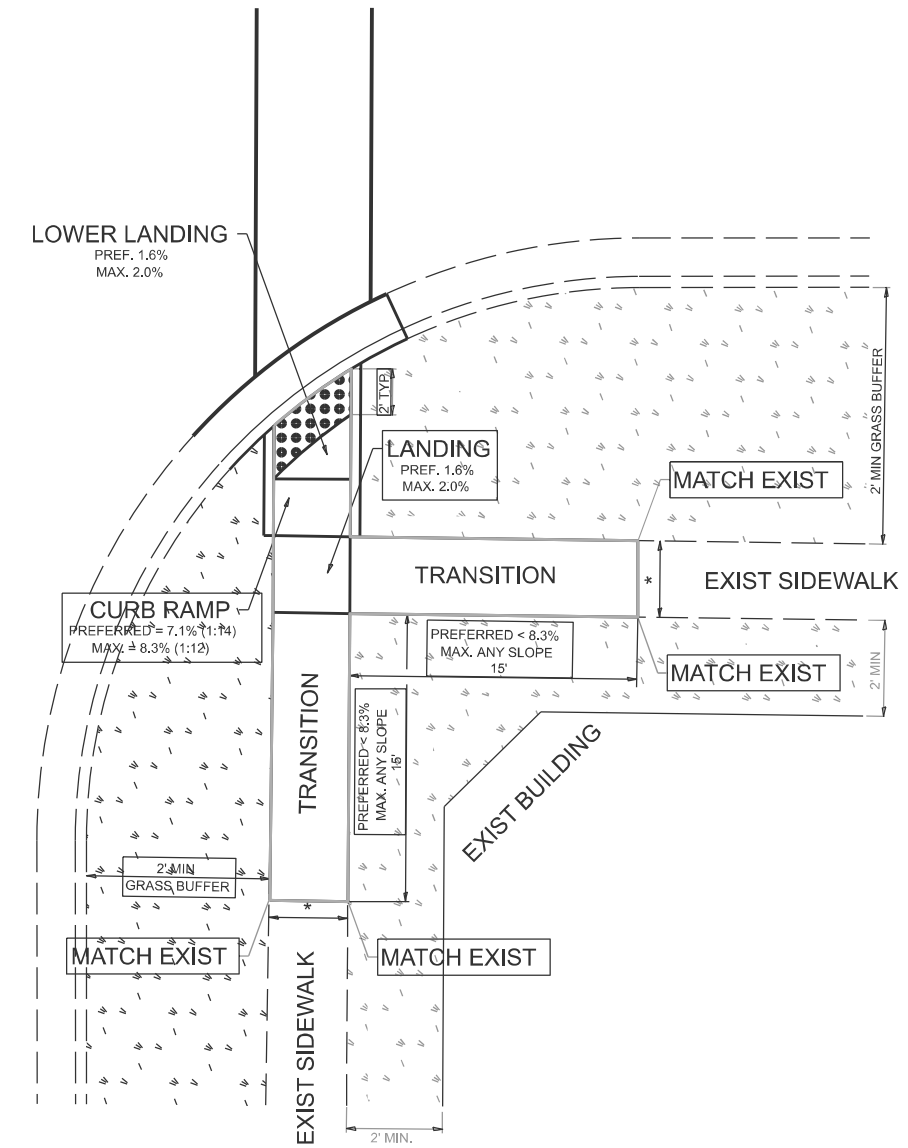 LOWER LANDING
PREF. 1.6%
MAX. 2.0%
2' TYP.
LANDING
PREF. 1.6%
MAX. 2.0%
2' MIN GRASS BUFFER
MATCH EXIST
TRANSITION
*
EXIST SIDEWALK
CURB RAMP
PREFERRED = 7.1% (1:14)
MAX. = 8.3% (1:12)
PREFERRED < 8.3%
MAX. ANY SLOPE
15'
MATCH EXIST
2' MIN
TRANSITION
PREFERRED < 8.3%
MAX. ANY SLOPE
15'
EXIST BUILDING
2' MIN
GRASS BUFFER
*
MATCH EXIST
MATCH EXIST
EXIST SIDEWALK
2' MIN.